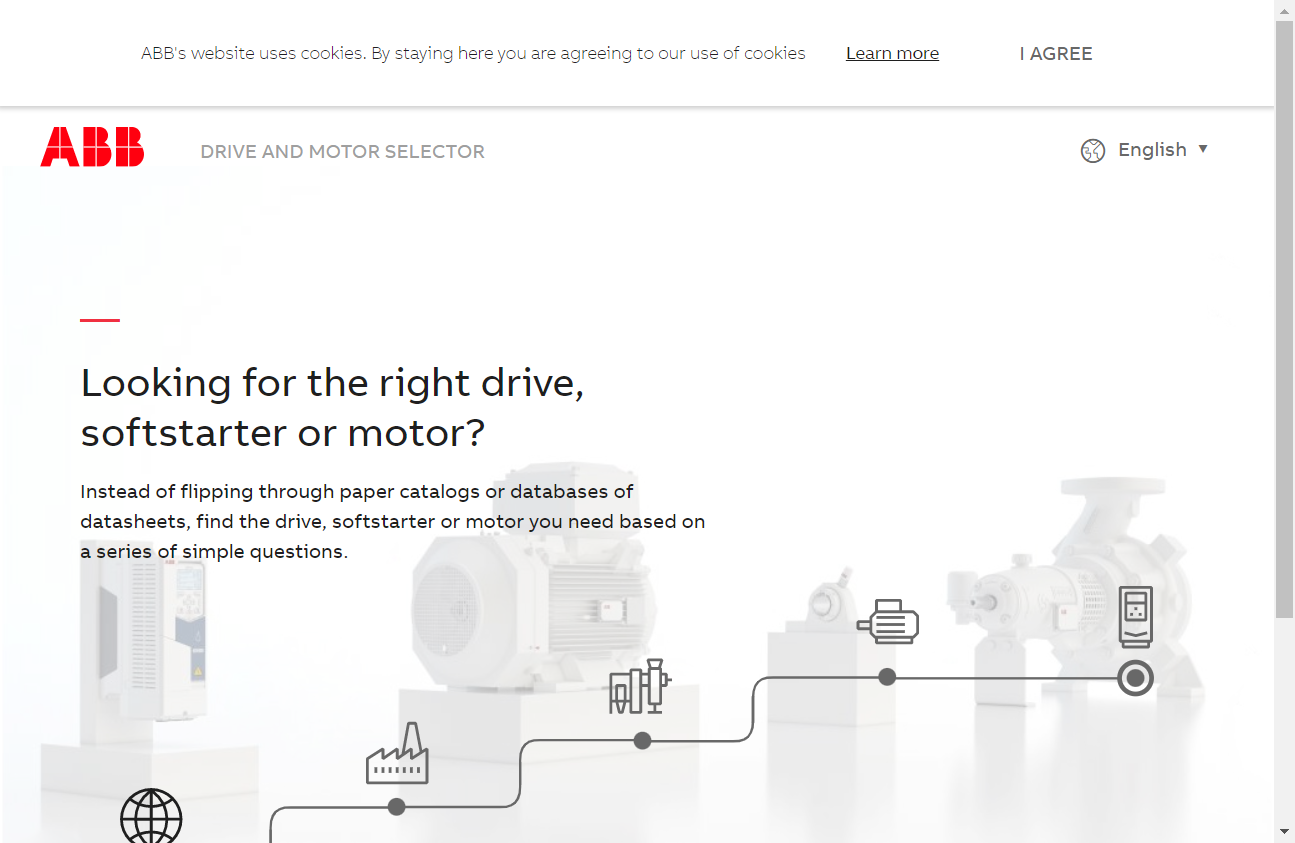 ABB's website uses cookies. By staying here you are agreeing to our use of cookies Learn more I AGREE
ABB DRIVE AND MOTOR SELECTOR English
Looking for the right drive,
softstarter or motor?
Instead of flipping through paper catalogs or databases of
datasheets, find the drive, softstarter or motor you need based on
a series of simple questions.